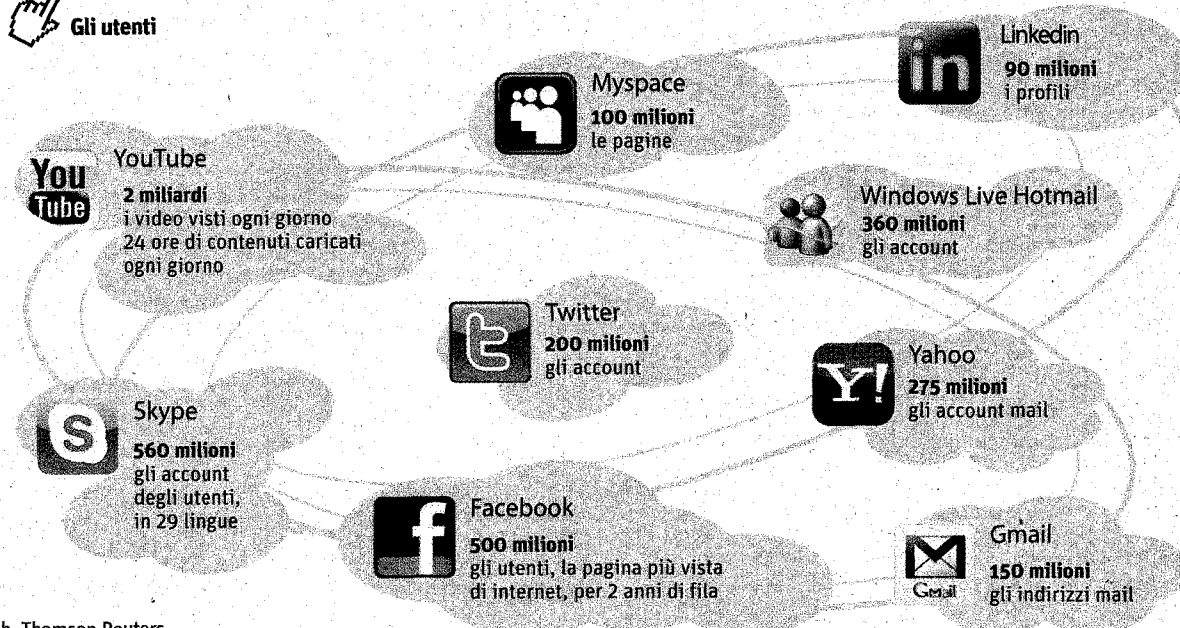 Gli utenti
Linkedin
90 milioni
i profili
Myspace
100 milioni
le pagine
You
Tube
YouTube
2 miliardi
i video visti ogni giorno
24 ore di contenuti caricati
ogni giorno
Windows Live Hotmail
360 milioni
gli account
Twitter
200 milioni
gli account
Yahoo
275 milioni
gli account mail
Y!
Skype
560 milioni
gli account
degli utenti,
in 29 lingue
S
Facebook
500 milioni
gli utenti, la pagina più vista
di internet, per 2 anni di fila
f
Gmail
150 milioni
gli indirizzi mail
Gmail
in
t
Thomson Reuters